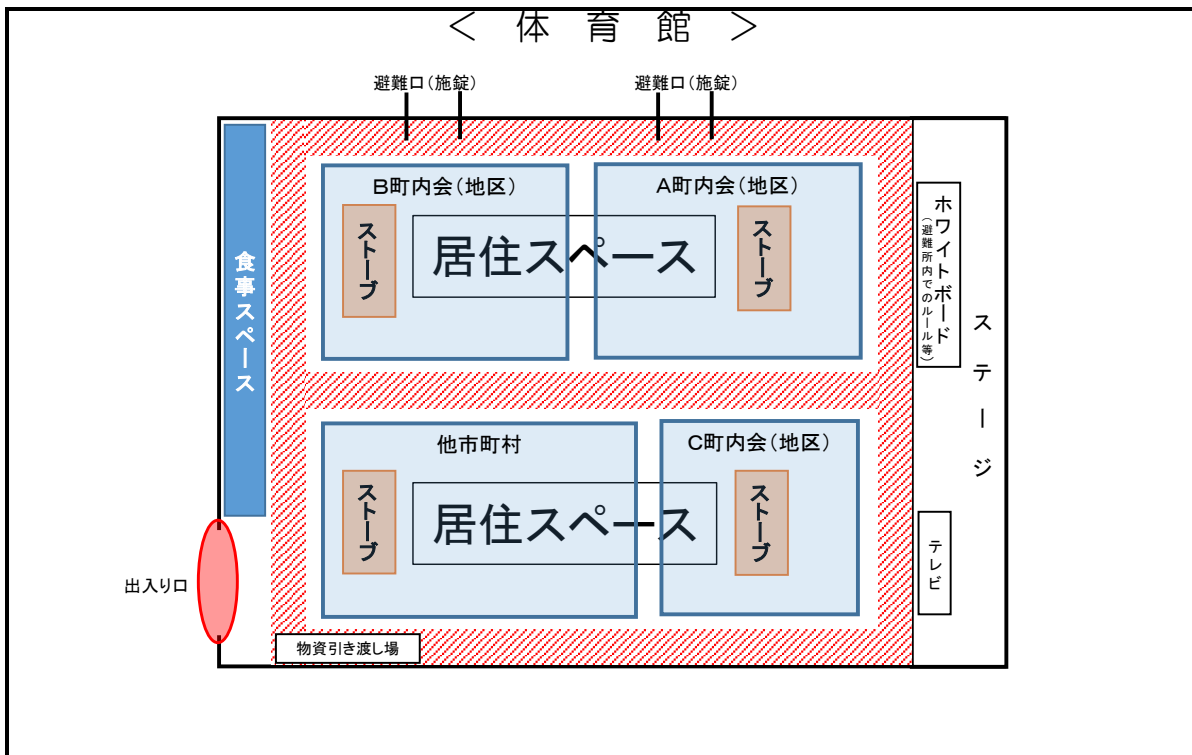 ＜ 体 育 館 ＞
避難口（施錠）
避難口（施錠）
B町内会（地区）
A町内会（地区）
ストーブ
居住スペース
ストーブ
食事スペース
ホワイトボード
（避難所内でのルール等）
ステージ
他市町村
C町内会（地区）
ストーブ
居住スペース
ストーブ
テレビ
出入り口
物資引き渡し場